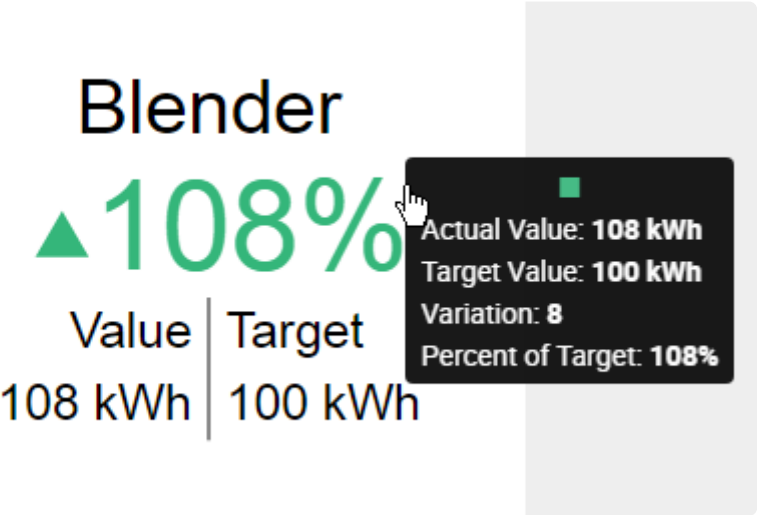 Blender
▲108%
Value | Target
108 kWh | 100 kWh
Actual Value: 108 kWh
Target Value: 100 kWh
Variation: 8
Percent of Target: 108%